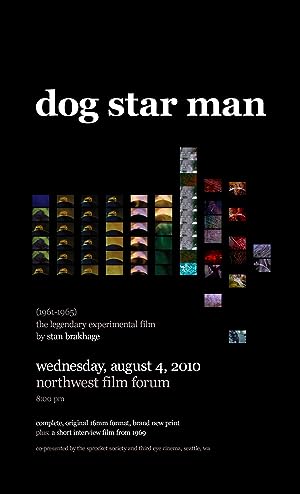 dog star man
(1961-1965)
the legendary experimental film
by stan brakhage
wednesday, august 4, 2010
northwest film forum
8:00 pm
complete, original 16mm format, brand new print
plus a short interview film from 1969
co-presented by the sprocket society and third eye cinema, seattle, wa